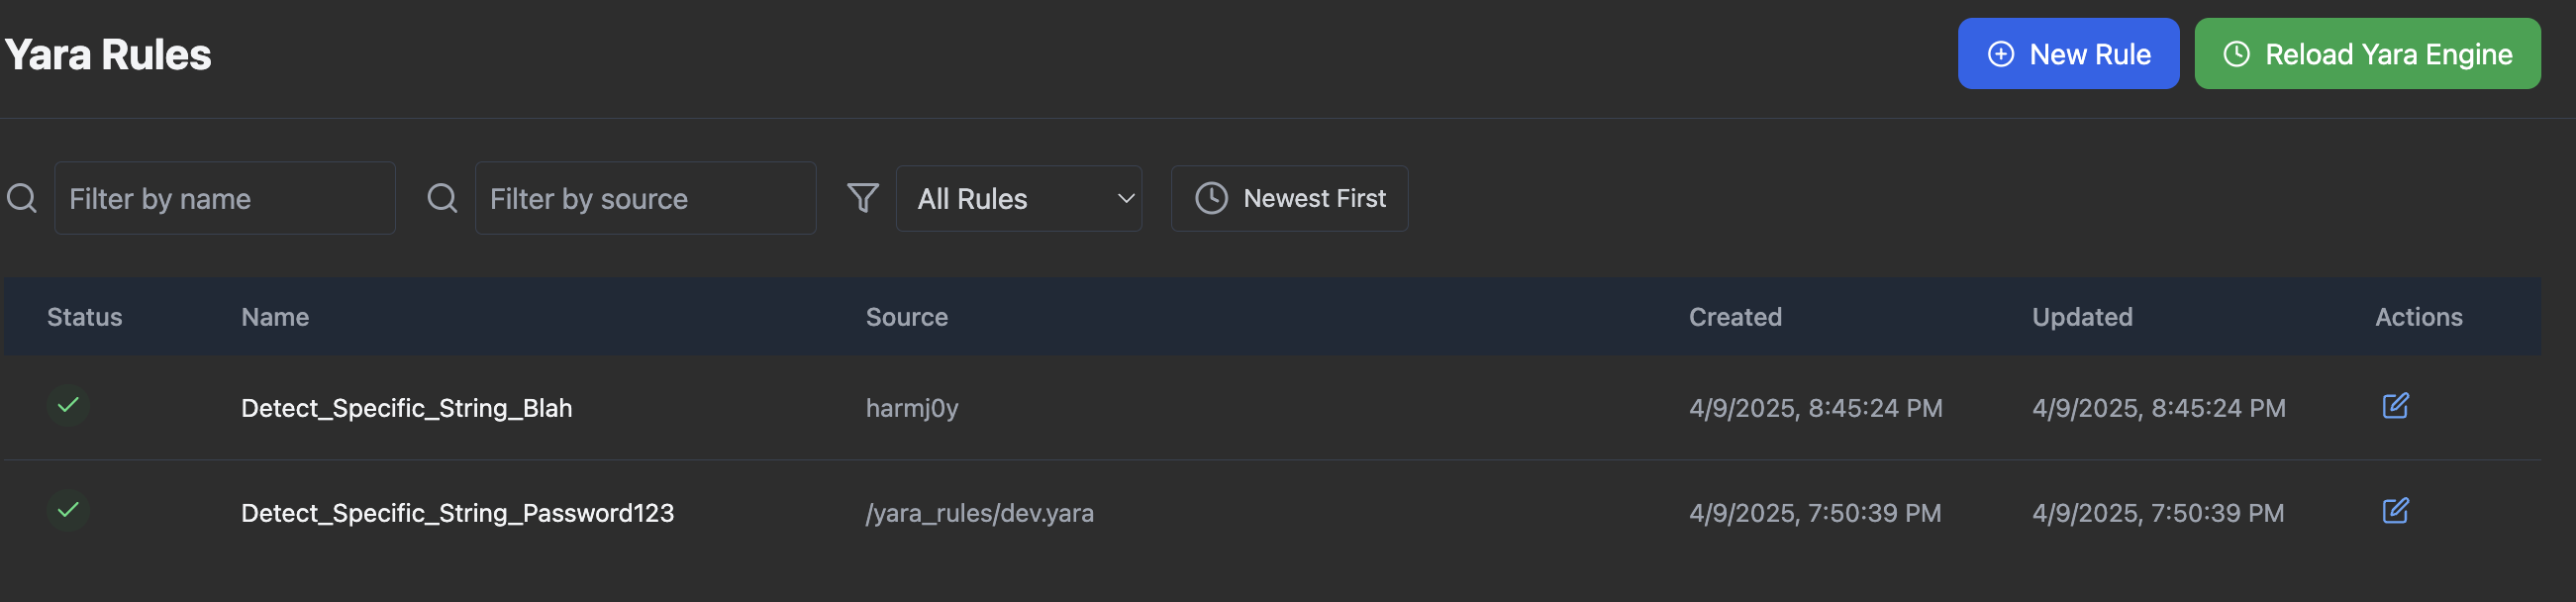 Yara Rules
New Rule
Reload Yara Engine
Filter by name
Filter by source
All Rules
Newest First
Status Name Source Created Updated Actions
Detect_Specific_String_Blah harmj0y 4/9/2025, 8:45:24 PM 4/9/2025, 8:45:24 PM
Detect_Specific_String_Password123 /yara_rules/dev.yara 4/9/2025, 7:50:39 PM 4/9/2025, 7:50:39 PM